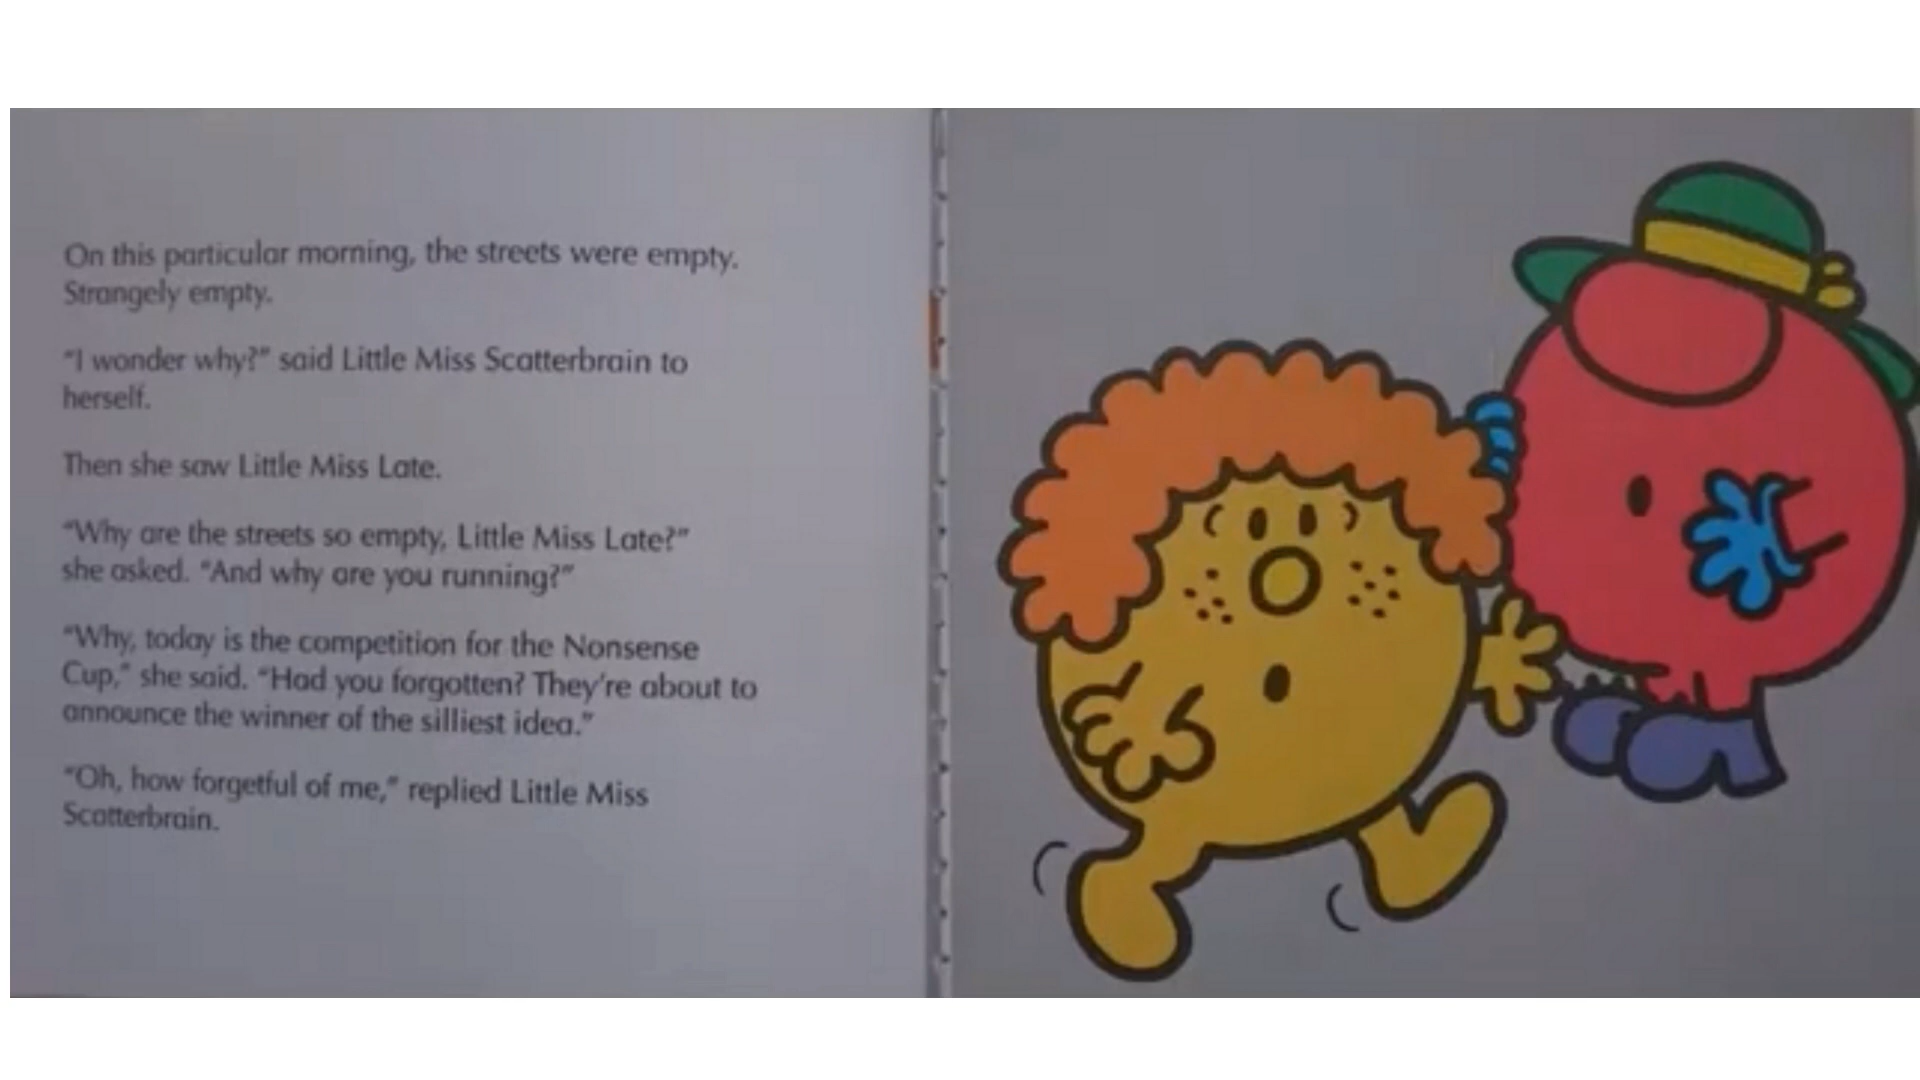 On this particular morning, the streets were empty.
Strangely empty.
“I wonder why?” said Little Miss Scatterbrain to
herself.
Then she saw Little Miss Late.
“Why are the streets so empty, Little Miss Late?”
she asked. “And why are you running?”
“Why, today is the competition for the Nonsense
Cup,” she said. “Had you forgotten? They’re about to
announce the winner of the silliest idea.”
“Oh, how forgetful of me,” replied Little Miss
Scatterbrain.